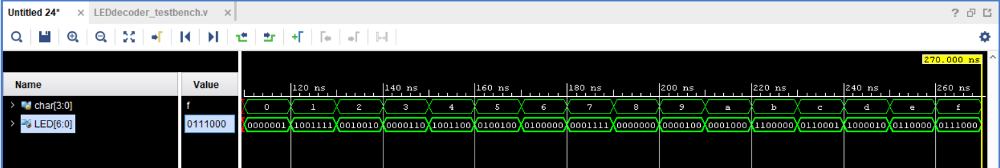 Untitled 24* × LEDdecoder_testbench.v × ?
270.000 ns
Name Value 120 ns 140 ns 160 ns 180 ns 200 ns 220 ns 240 ns 260 ns
char[3:0] f 0 1 2 3 4 5 6 7 8 9 a b c d e f
LED[6:0] 0111000 0000001 1001111 0010010 0000110 1001100 0100100 0100000 0001111 0000000 0000100 0001000 1100000 0110001 1000010 0110000 0111000